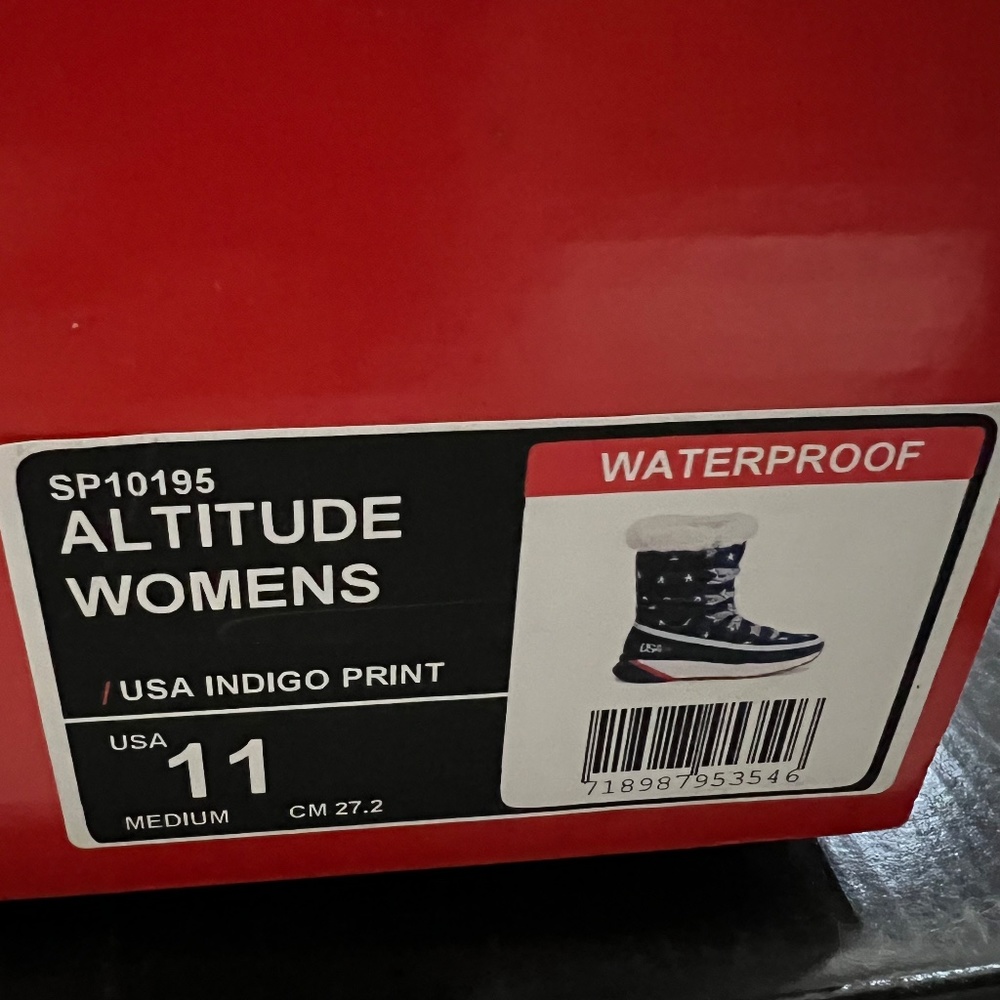 SP10195
ALTITUDE
WOMENS
USA INDIGO PRINT
USA 11
MEDIUM CM 27.2
WATERPROOF
USA
718987953546